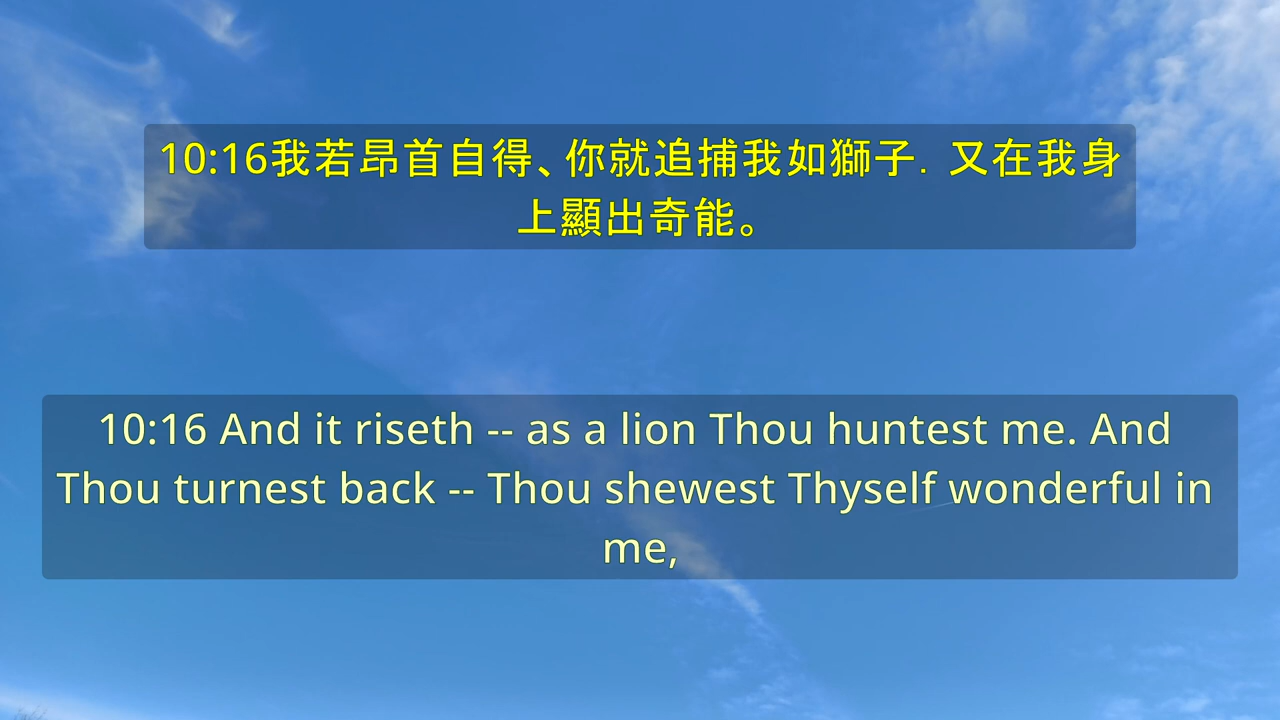 10:16我若昂首自得、你就追捕我如獅子．又在我身
上顯出奇能。
10:16 And it riseth -- as a lion Thou huntest me. And
Thou turnest back -- Thou shewest Thyself wonderful in
me,